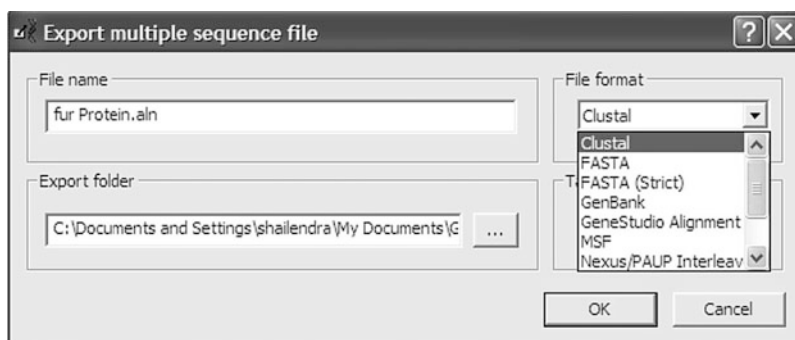 Export multiple sequence file
File name
fur Protein.aln
File format
Clustal
Clustal
FASTA
FASTA (Strict)
GenBank
GeneStudio Alignment
MSF
Nexus/PAUP Interleav
Export folder
C:\Documents and Settings\shailendra\My Documents\G
...
T
OK
Cancel